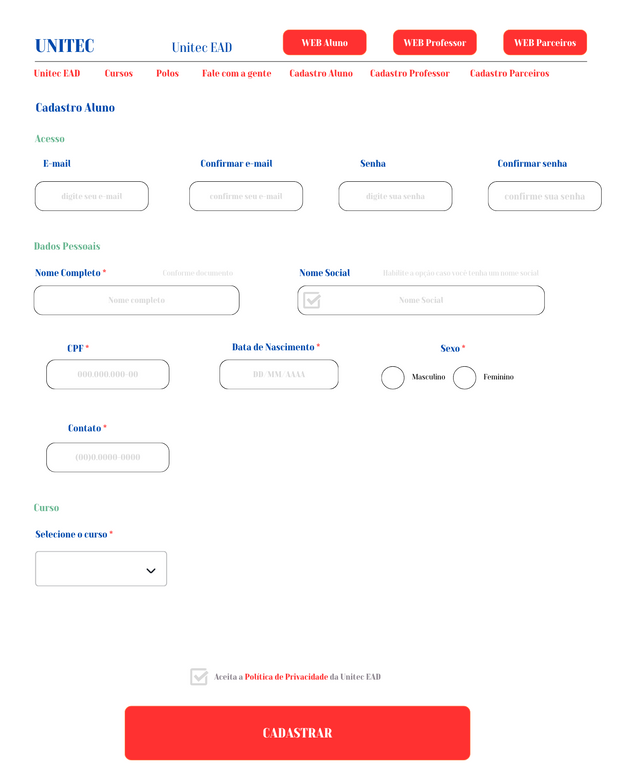 UNITEC Unitec EAD WEB Aluno WEB Professor WEB Parceiros
Unitec EAD Cursos Polos Fale com a gente Cadastro Aluno Cadastro Professor Cadastro Parceiros
Cadastro Aluno
Acesso
E-mail Confirmar e-mail Senha Confirmar senha
digite seu e-mail confirme seu e-mail digite sua senha confirme sua senha
Dados Pessoais
Nome Completo * Conforme documento Nome Social Habilite a opção caso você tenha um nome social
Nome completo Nome Social
CPF * Data de Nascimento * Sexo *
000.000.000-00 DD/MM/AAAA Masculino Feminino
Contato *
(00)0.0000-0000
Curso
Selecione o curso *
Aceita a Política de Privacidade da Unitec EAD
CADASTRAR